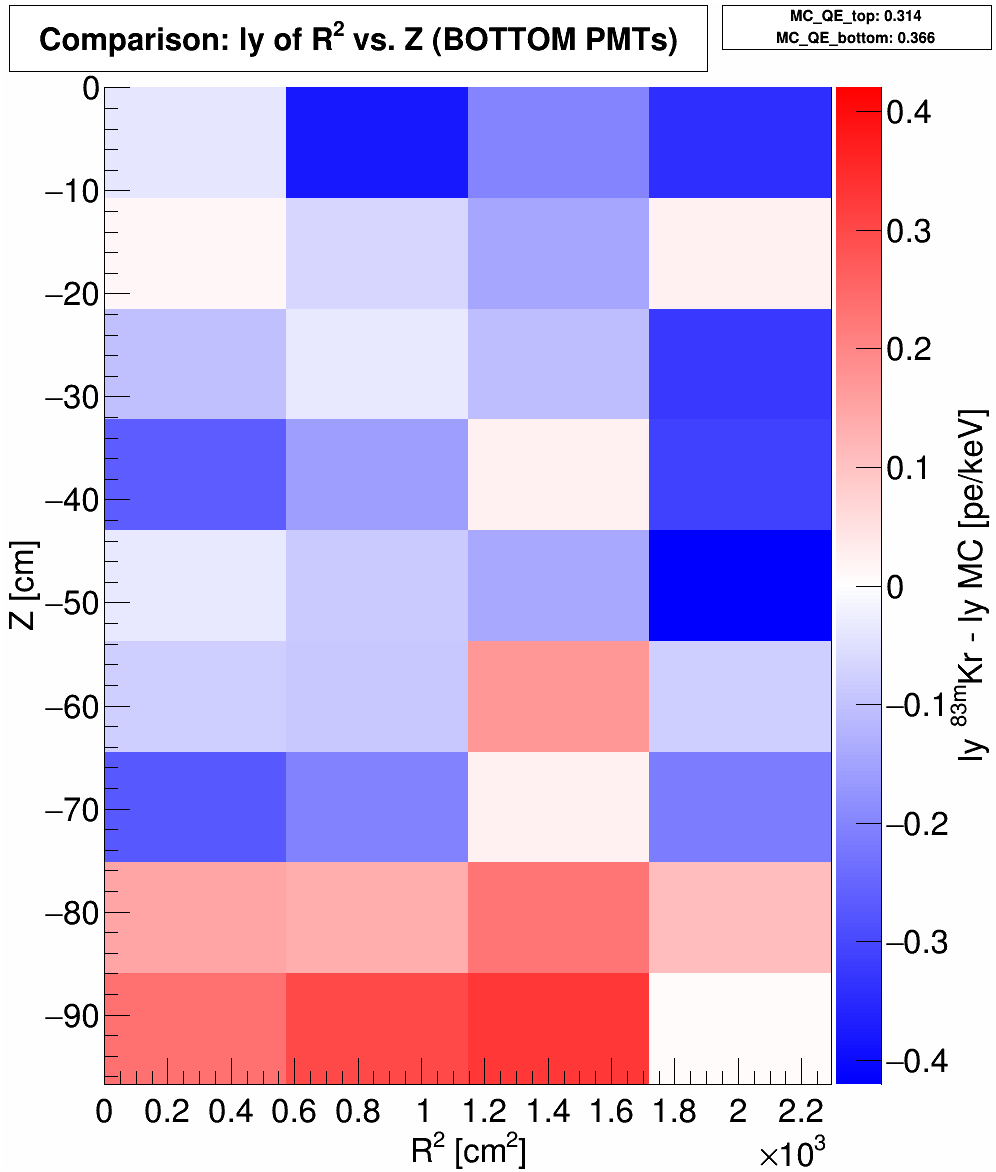 Comparison: ly of R² vs. Z (BOTTOM PMTs)
MC_QE_top: 0.314
MC_QE_bottom: 0.366
0
−10
−20
−30
−40
−50
−60
−70
−80
−90
Z [cm]
0 0.2 0.4 0.6 0.8 1 1.2 1.4 1.6 1.8 2 2.2
R² [cm²]
×10³
0.4
0.3
0.2
0.1
0
−0.1
−0.2
−0.3
−0.4
ly ⁸³ᵐKr - ly MC [pe/keV]